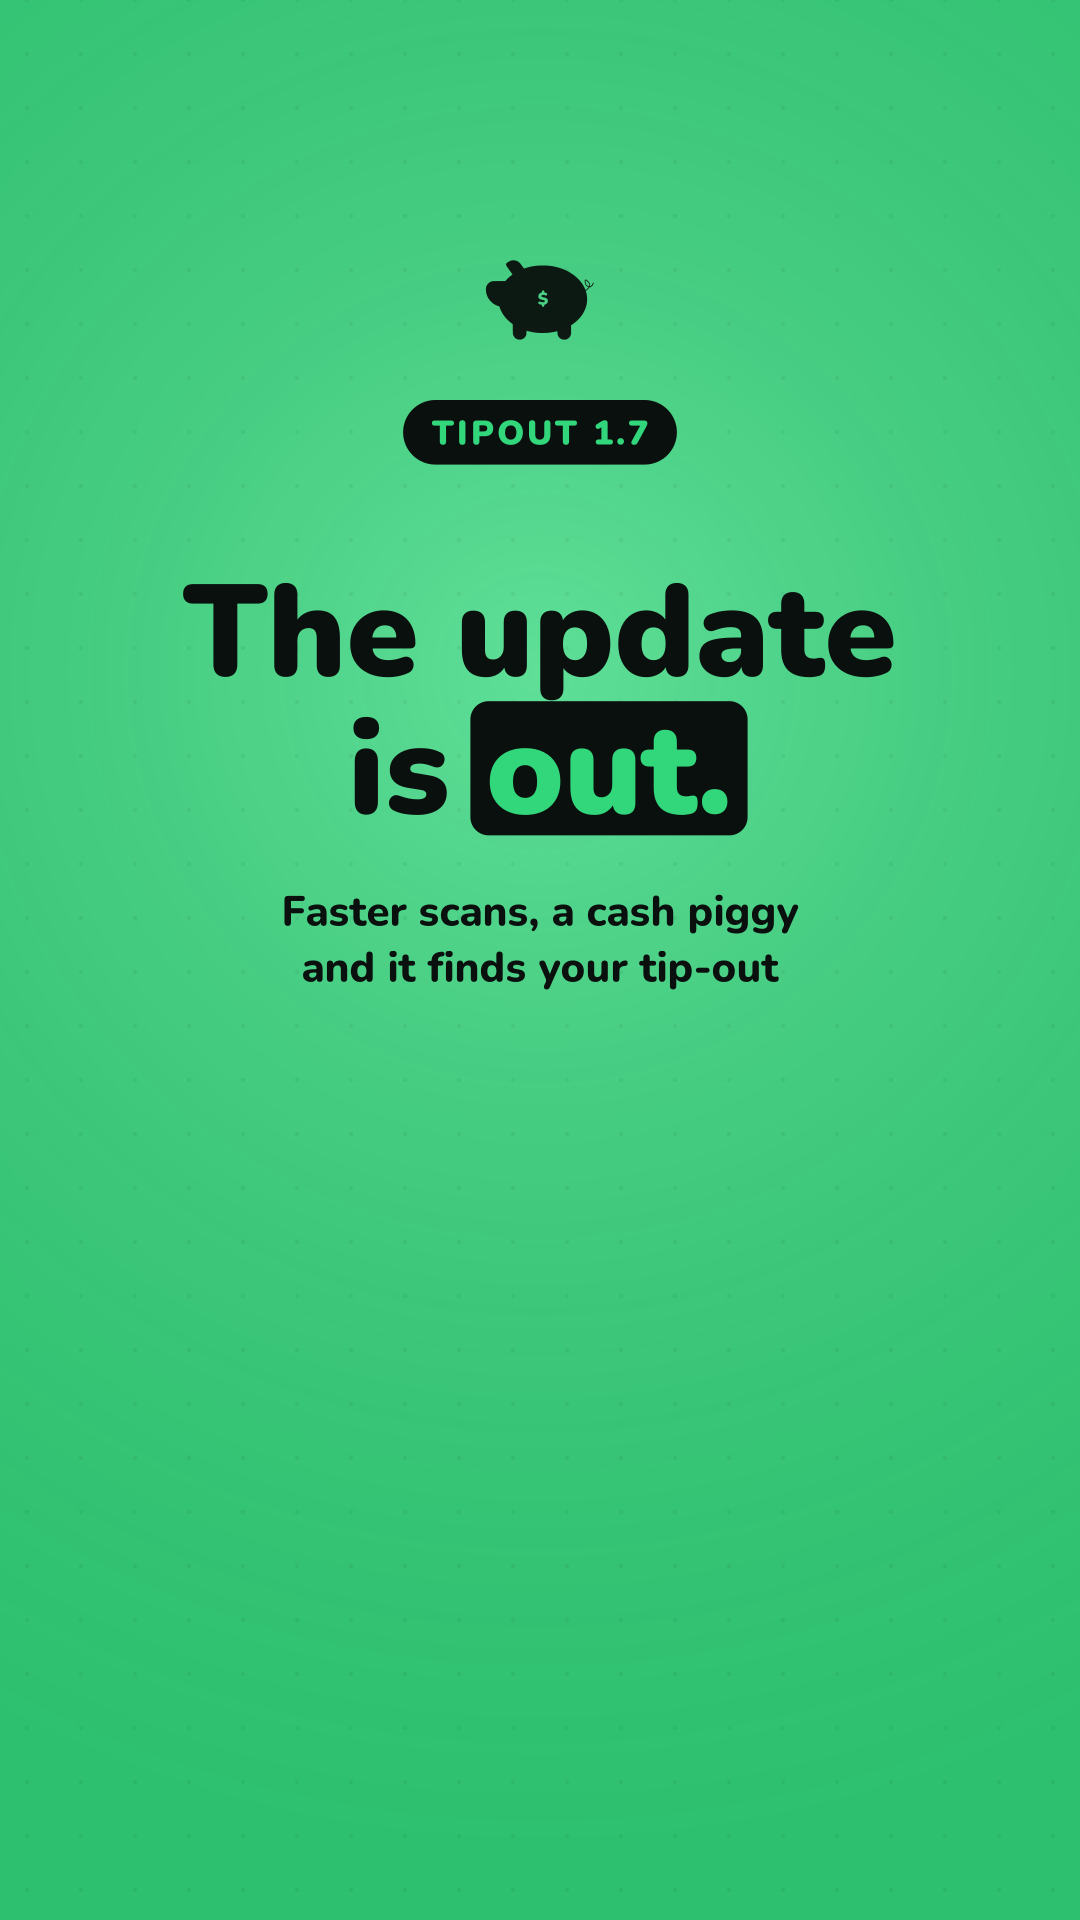 $
TIPOUT 1.7
The update
is out.
Faster scans, a cash piggy
and it finds your tip-out